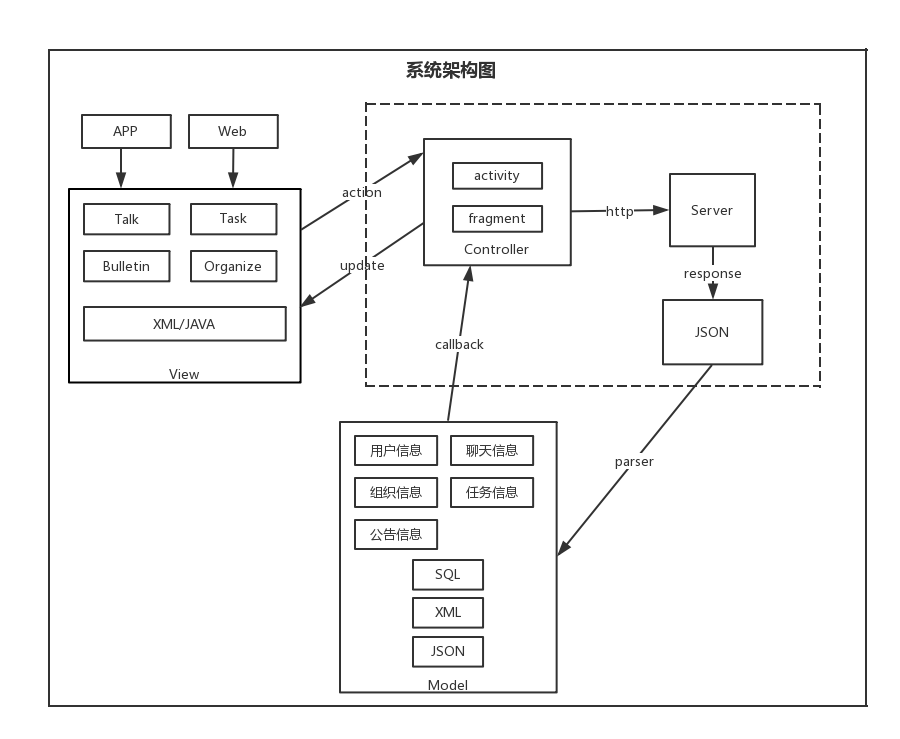 系统架构图
APP
Web
Talk
Task
Bulletin
Organize
XML/JAVA
View
action
update
activity
fragment
Controller
http
Server
response
JSON
callback
parser
用户信息
聊天信息
组织信息
任务信息
公告信息
SQL
XML
JSON
Model